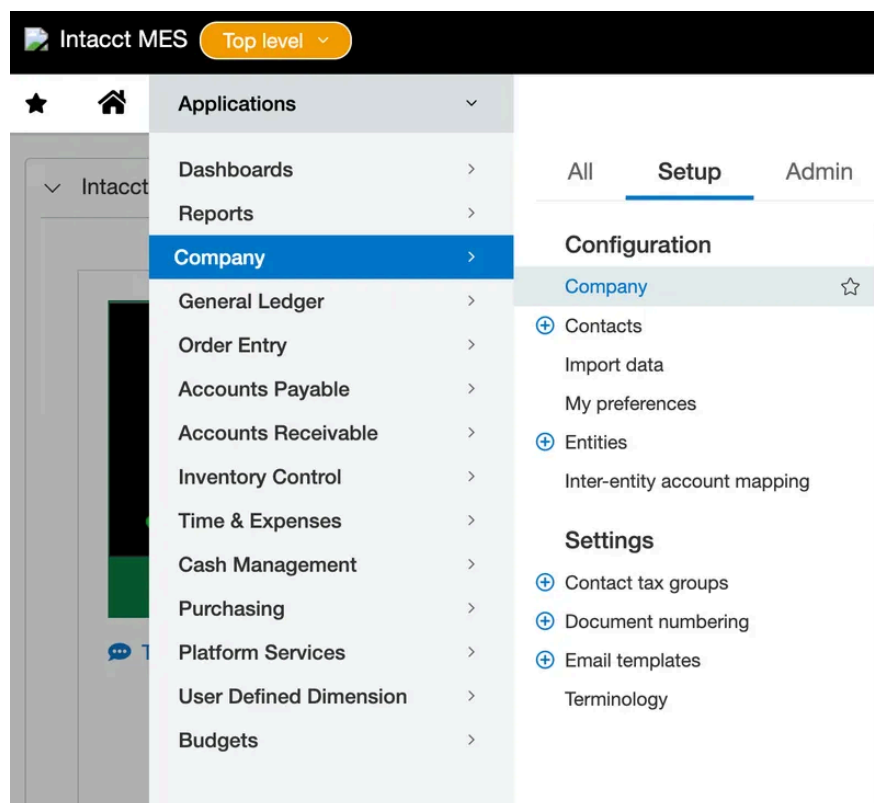 Intacct MES Top level
Applications
Intacct
Dashboards
Reports
Company
General Ledger
Order Entry
Accounts Payable
Accounts Receivable
Inventory Control
Time & Expenses
Cash Management
Purchasing
Platform Services
User Defined Dimension
Budgets
All Setup Admin
Configuration
Company
Contacts
Import data
My preferences
Entities
Inter-entity account mapping
Settings
Contact tax groups
Document numbering
Email templates
Terminology